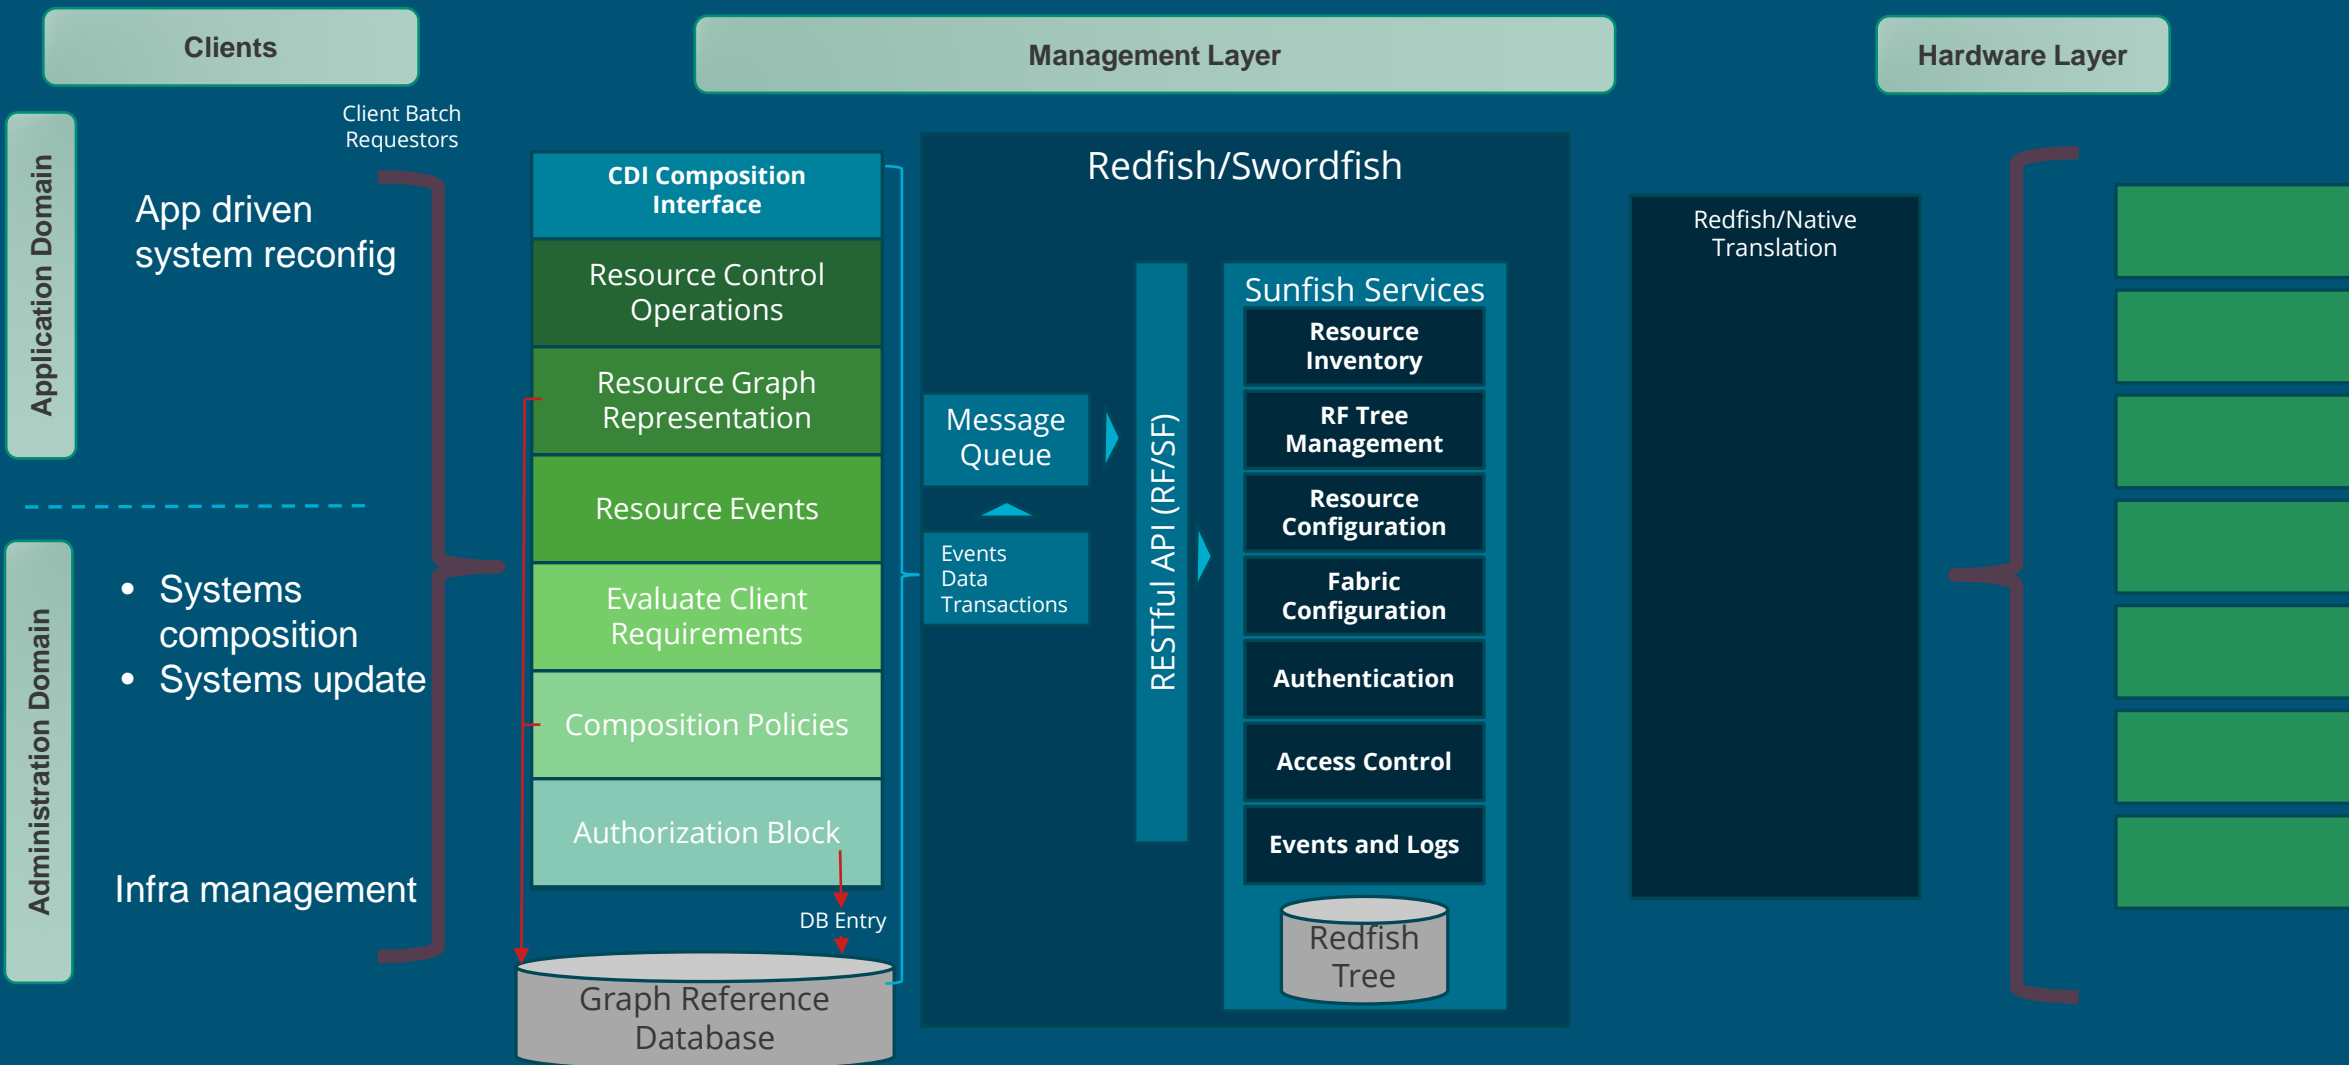 Clients
Management Layer
Hardware Layer
Application Domain
Client Batch
Requestors
App driven
system reconfig
Administration Domain
• Systems
composition
• Systems update
Infra management
CDI Composition
Interface
Resource Control
Operations
Resource Graph
Representation
Resource Events
Evaluate Client
Requirements
Composition Policies
Authorization Block
DB Entry
Graph Reference
Database
Redfish/Swordfish
Message
Queue
Events
Data
Transactions
RESTful API (RF/SF)
Sunfish Services
Resource
Inventory
RF Tree
Management
Resource
Configuration
Fabric
Configuration
Authentication
Access Control
Events and Logs
Redfish
Tree
Redfish/Native
Translation